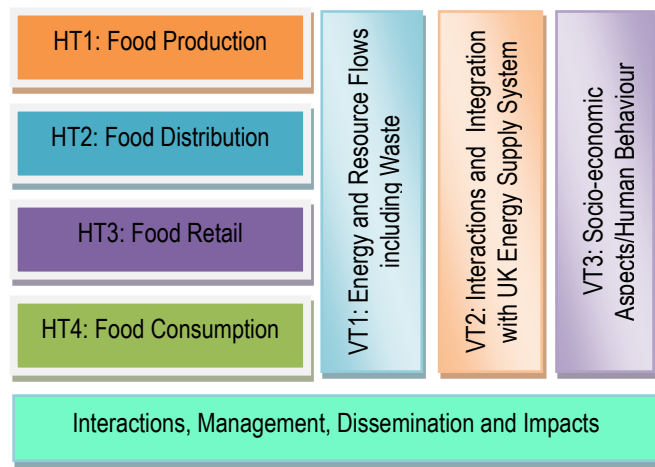 HT1: Food Production
HT2: Food Distribution
HT3: Food Retail
HT4: Food Consumption
VT1: Energy and Resource Flows
including Waste
VT2: Interactions and Integration
with UK Energy Supply System
VT3: Socio-economic
Aspects/Human Behaviour
Interactions, Management, Dissemination and Impacts